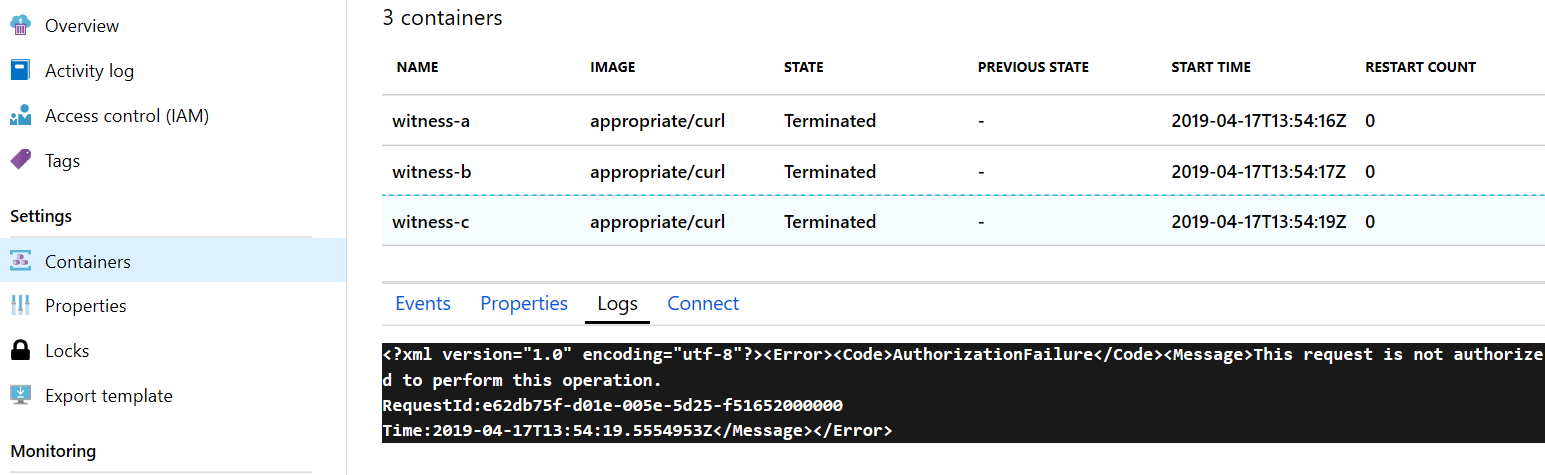 Overview
Activity log
Access control (IAM)
Tags
Settings
Containers
Properties
Locks
Export template
Monitoring
3 containers
NAME IMAGE STATE PREVIOUS STATE START TIME RESTART COUNT
witness-a appropriate/curl Terminated - 2019-04-17T13:54:16Z 0
witness-b appropriate/curl Terminated - 2019-04-17T13:54:17Z 0
witness-c appropriate/curl Terminated - 2019-04-17T13:54:19Z 0
Events Properties Logs Connect
<?xml version="1.0" encoding="utf-8"?><Error><Code>AuthorizationFailure</Code><Message>This request is not authorize
d to perform this operation.
RequestId:e62db75f-d01e-005e-5d25-f51652000000
Time:2019-04-17T13:54:19.5554953Z</Message></Error>